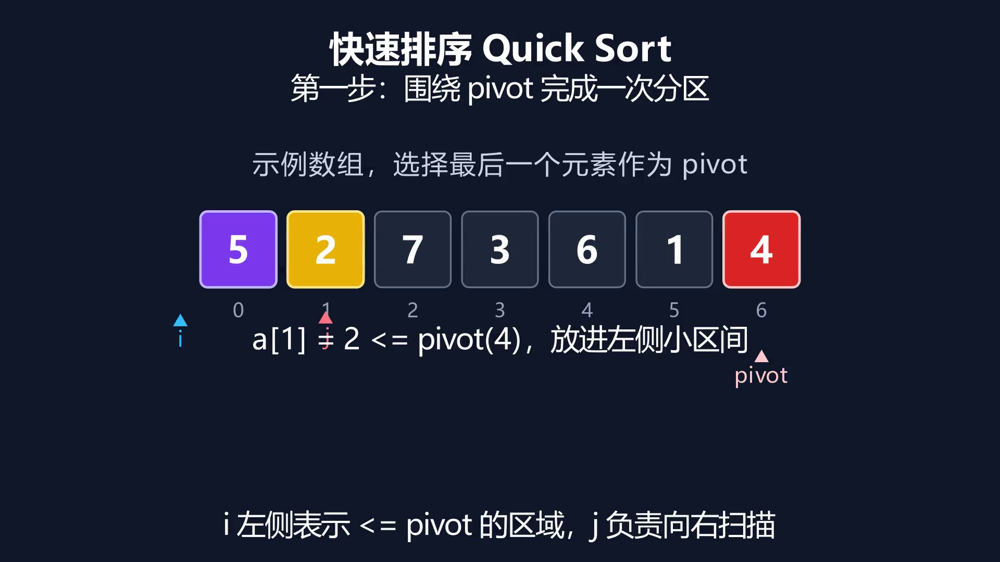 快速排序 Quick Sort
第一步：围绕 pivot 完成一次分区
示例数组，选择最后一个元素作为 pivot
5 2 7 3 6 1 4
0 1 2 3 4 5 6
i
j
a[1] = 2 <= pivot(4)，放进左侧小区间
pivot
i 左侧表示 <= pivot 的区域，j 负责向右扫描